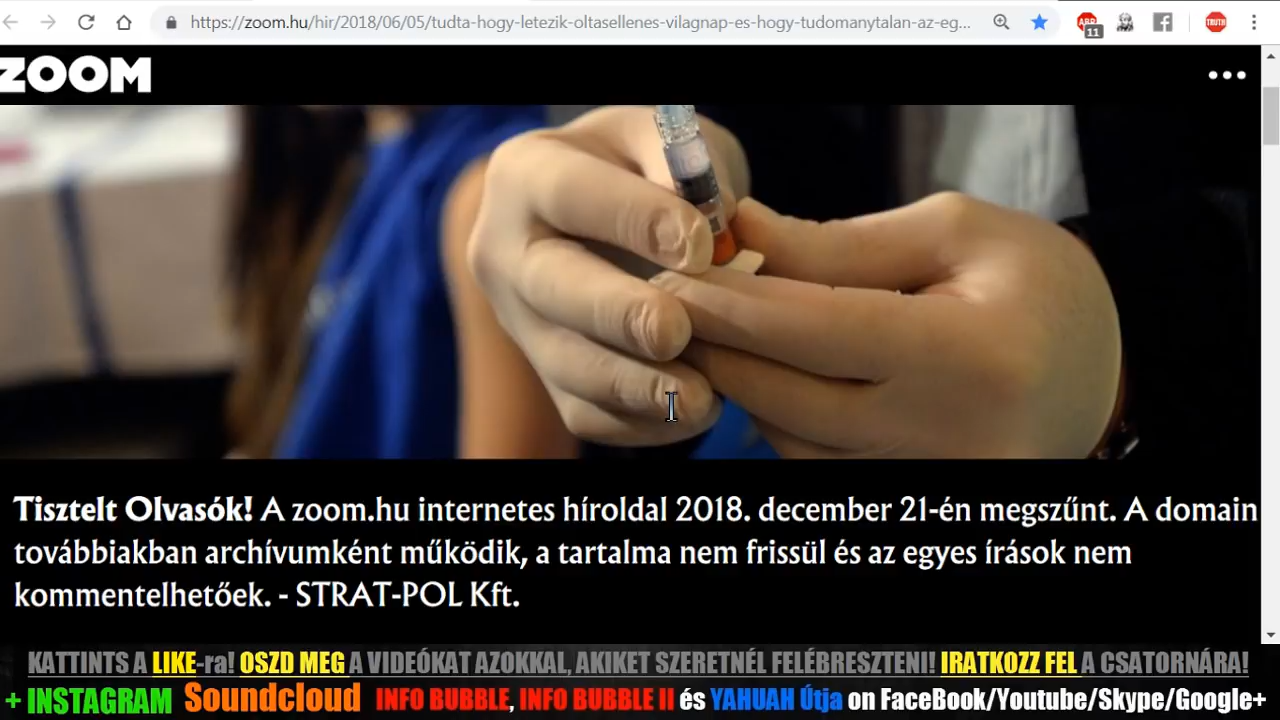 https://zoom.hu/hir/2018/06/05/tudta-hogy-letezik-oltasellenes-vilagnap-es-hogy-tudomanytalan-az-eg...
ABP
11
TRUTH
ZOOM
Tisztelt Olvasók! A zoom.hu internetes híroldal 2018. december 21-én megszűnt. A domain
továbbiakban archívumként működik, a tartalma nem frissül és az egyes írások nem
kommentelhetőek. - STRAT-POL Kft.
KATTINTS A LIKE-ra! OSZD MEG A VIDEÓKAT AZOKKAL, AKIKET SZERETNÉL FELÉBRESZTENI! IRATKOZZ FEL A CSATORNÁRA!
+ INSTAGRAM Soundcloud INFO BUBBLE, INFO BUBBLE II és YAHUAH Útja on FaceBook/Youtube/Skype/Google+